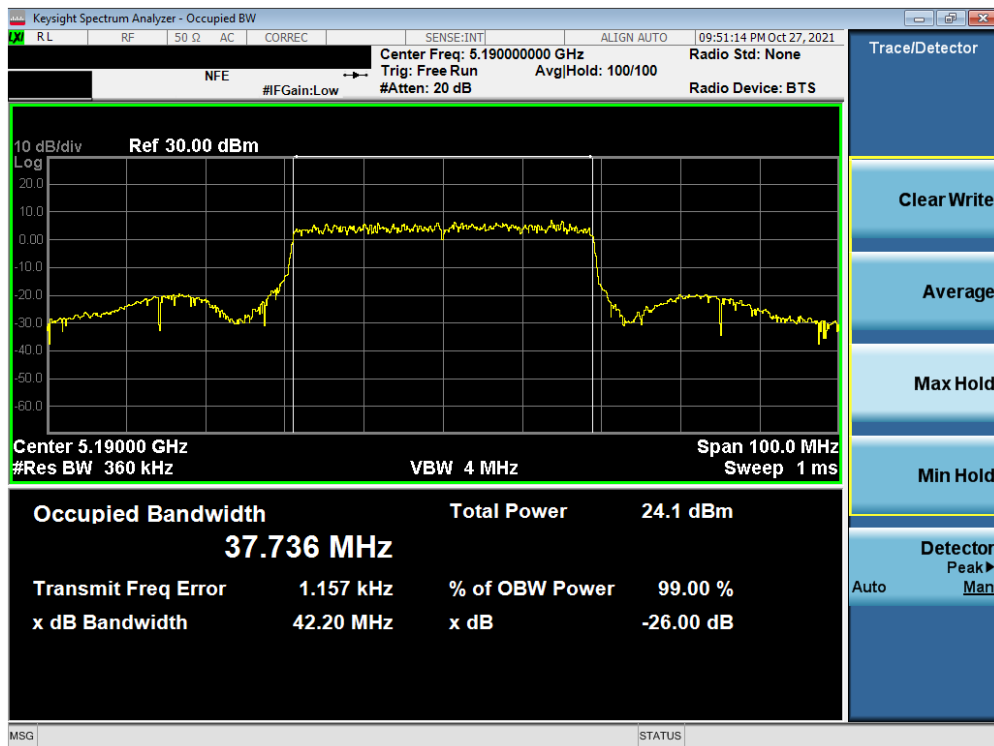 Keysight Spectrum Analyzer - Occupied BW
LXI RL RF 50 Ω AC CORREC SENSE:INT ALIGN AUTO 09:51:14 PM Oct 27, 2021
Center Freq: 5.190000000 GHz Radio Std: None
NFE Trig: Free Run Avg|Hold: 100/100
#IFGain:Low #Atten: 20 dB Radio Device: BTS
Trace/Detector
10 dB/div Ref 30.00 dBm
Log
20.0
10.0
0.00
-10.0
-20.0
-30.0
-40.0
-50.0
-60.0
Center 5.19000 GHz Span 100.0 MHz
#Res BW 360 kHz VBW 4 MHz Sweep 1 ms
Occupied Bandwidth Total Power 24.1 dBm
37.736 MHz
Transmit Freq Error 1.157 kHz % of OBW Power 99.00 %
x dB Bandwidth 42.20 MHz x dB -26.00 dB
Clear Write
Average
Max Hold
Min Hold
Detector
Peak▶
Auto Man
MSG STATUS